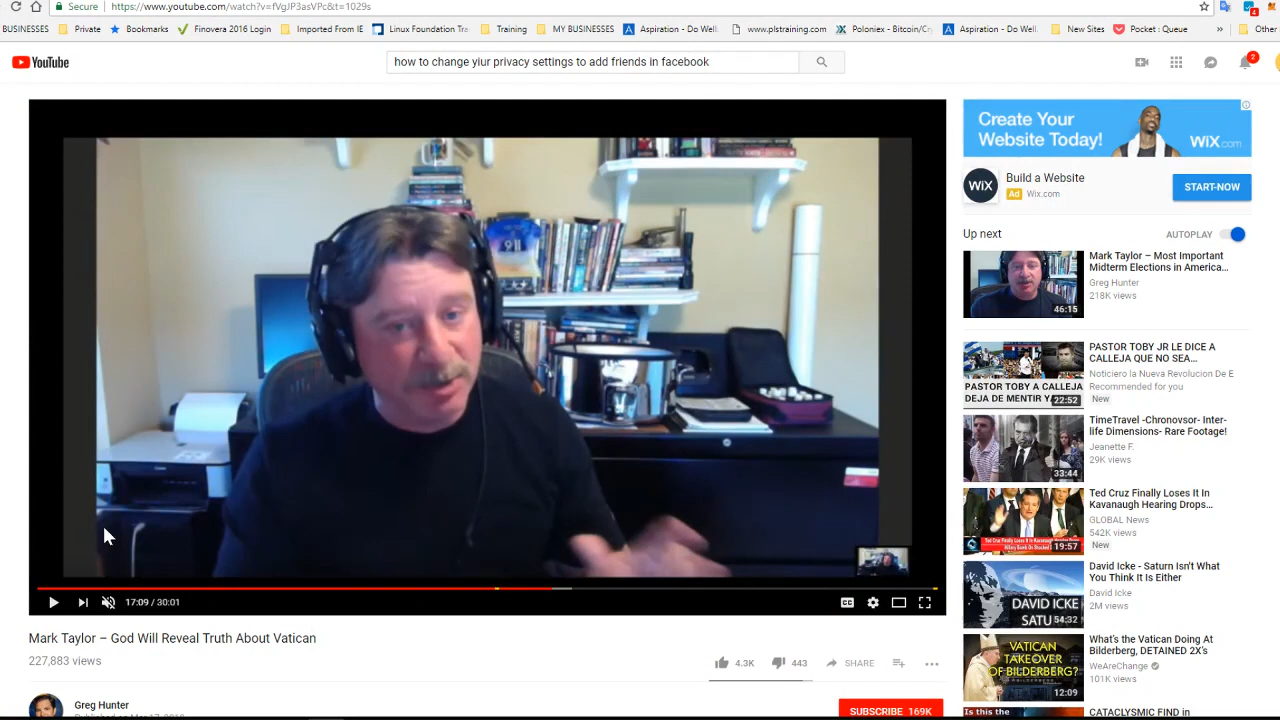 Secure
https://www.youtube.com/watch?v=fVgJP3asVPc&t=1029s
4
BUSINESSES Private Bookmarks Finovera 2016 Login Imported From IE Linux Foundation Tra Training MY BUSINESSES Aspiration - Do Well. www.plstraining.com Poloniex - Bitcoin/Cry Aspiration - Do Well. New Sites Pocket : Queue » Other
YouTube
how to change yiur privacy settings to add friends in facebook
2
911
17:09 / 30:01
CC
Mark Taylor – God Will Reveal Truth About Vatican
227,883 views
4.3K 443 SHARE
Greg Hunter
SUBSCRIBE 169K
Create Your
Website Today!
WiX.com
WiX
Build a Website
Ad Wix.com
START-NOW
Up next
AUTOPLAY
46:15
Mark Taylor – Most Important
Midterm Elections in America...
Greg Hunter
218K views
PASTOR TOBY A CALLEJA
DEJA DE MENTIR Y
22:52
PASTOR TOBY JR LE DICE A
CALLEJA QUE NO SEA...
Noticiero la Nueva Revolucion De E
Recommended for you
New
33:44
TimeTravel -Chronovsor- Inter-
life Dimensions- Rare Footage!
Jeanette F.
29K views
19:57
Ted Cruz Finally Loses It In
Kavanaugh Hearing Drops...
GLOBAL News
542K views
New
DAVID ICKE
SATU
54:32
David Icke - Saturn Isn't What
You Think It Is Either
David Icke
2M views
VATICAN
TAKEOVER
OF BILDERBERG?
12:09
What's the Vatican Doing At
Bilderberg, DETAINED 2X's
WeAreChange
101K views
Is this the
CATACLYSMIC FIND in